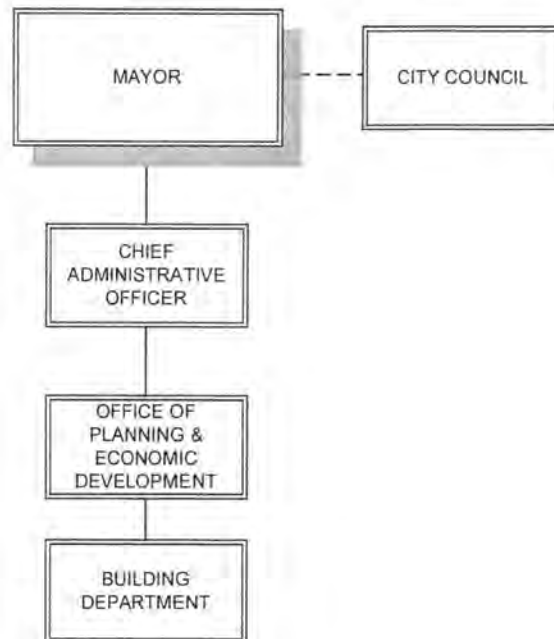 MAYOR
CITY COUNCIL
CHIEF
ADMINISTRATIVE
OFFICER
OFFICE OF
PLANNING &
ECONOMIC
DEVELOPMENT
BUILDING
DEPARTMENT